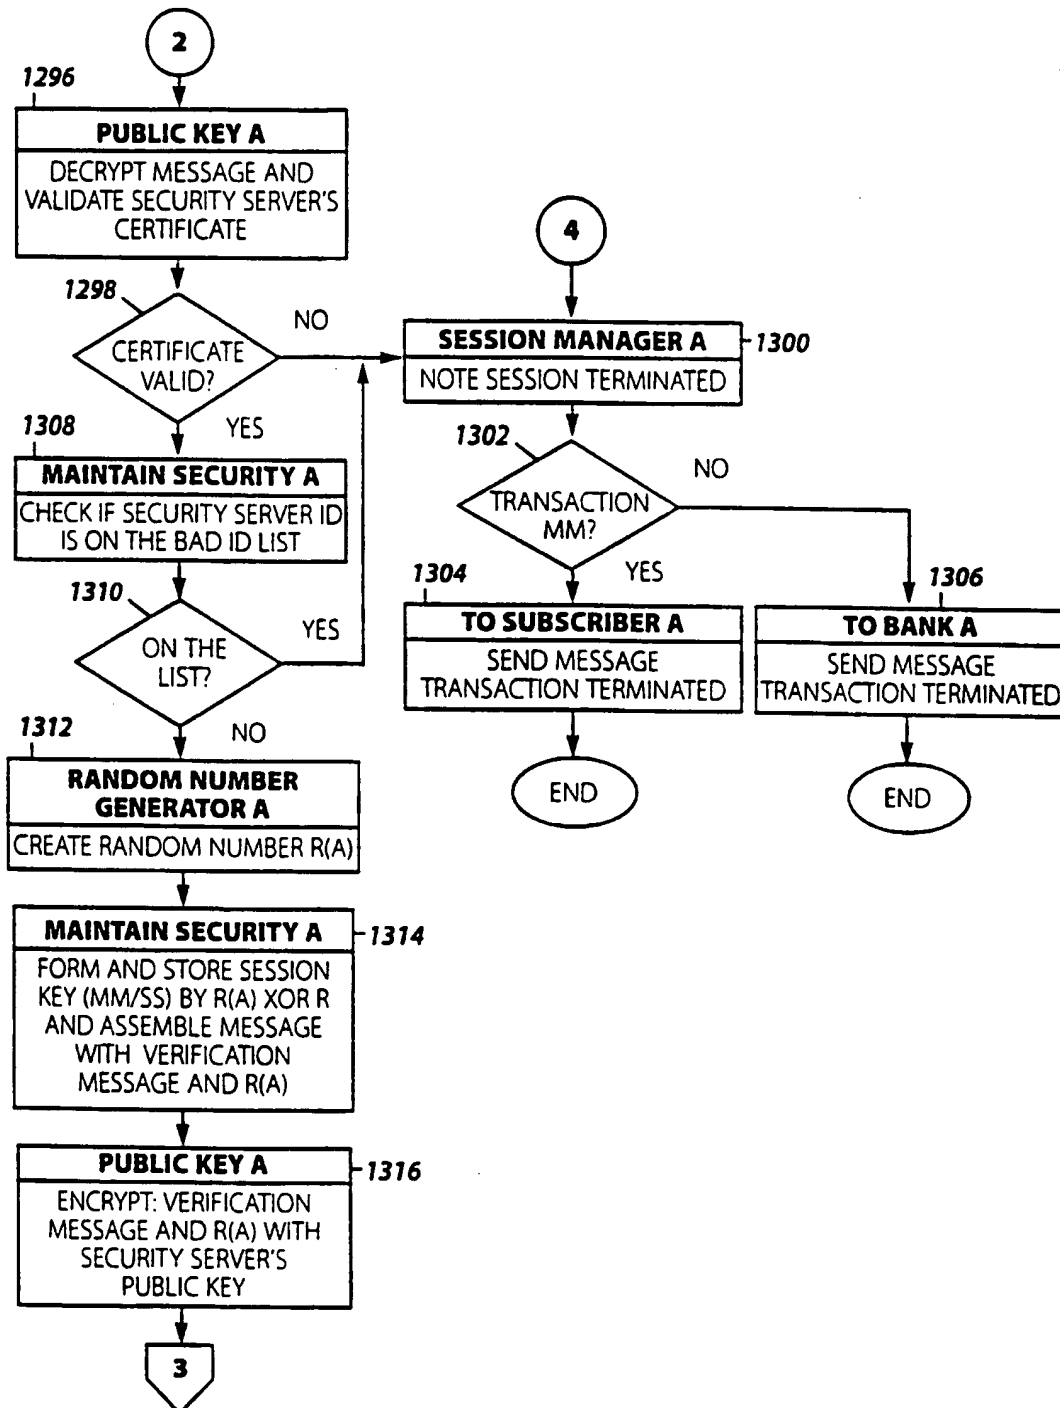 2
1296
PUBLIC KEY A
DECRYPT MESSAGE AND
VALIDATE SECURITY SERVER'S
CERTIFICATE
1298
CERTIFICATE
VALID?
NO
YES
1308
MAINTAIN SECURITY A
CHECK IF SECURITY SERVER ID
IS ON THE BAD ID LIST
1310
ON THE
LIST?
YES
NO
1312
RANDOM NUMBER
GENERATOR A
CREATE RANDOM NUMBER R(A)
MAINTAIN SECURITY A
1314
FORM AND STORE SESSION
KEY (MM/SS) BY R(A) XOR R
AND ASSEMBLE MESSAGE
WITH VERIFICATION
MESSAGE AND R(A)
PUBLIC KEY A
1316
ENCRYPT: VERIFICATION
MESSAGE AND R(A) WITH
SECURITY SERVER'S
PUBLIC KEY
3
4
SESSION MANAGER A
1300
NOTE SESSION TERMINATED
1302
TRANSACTION
MM?
NO
YES
1304
TO SUBSCRIBER A
SEND MESSAGE
TRANSACTION TERMINATED
END
1306
TO BANK A
SEND MESSAGE
TRANSACTION TERMINATED
END